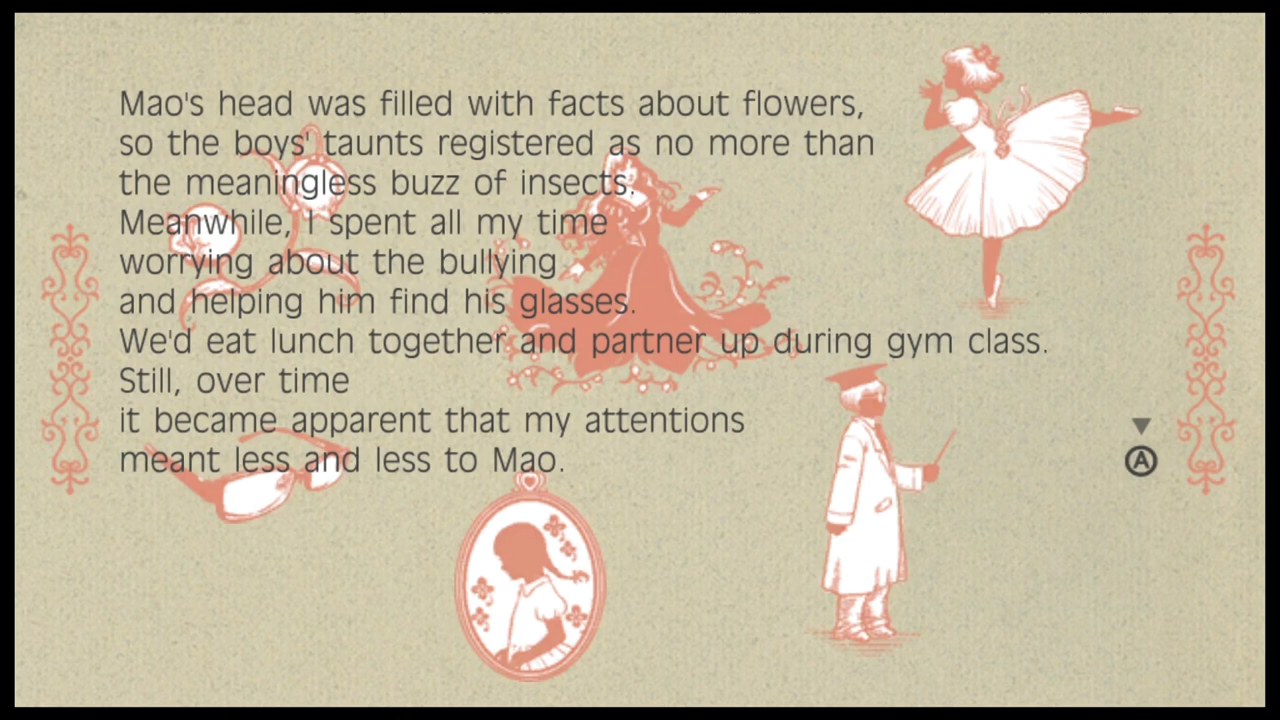 Mao's head was filled with facts about flowers,
so the boys' taunts registered as no more than
the meaningless buzz of insects.
Meanwhile, I spent all my time
worrying about the bullying
and helping him find his glasses.
We'd eat lunch together and partner up during gym class.
Still, over time
it became apparent that my attentions
meant less and less to Mao.
A